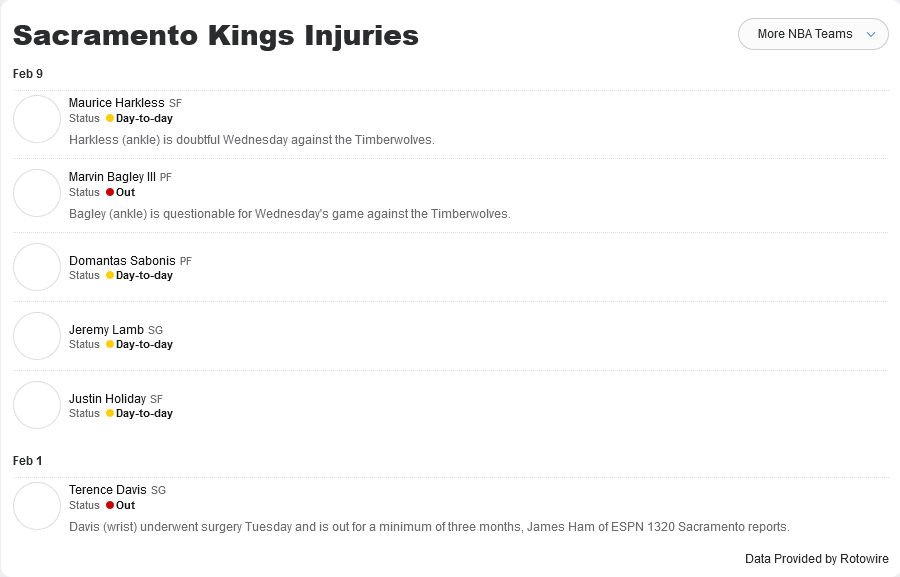 Sacramento Kings Injuries
More NBA Teams
Feb 9
Maurice Harkless SF
Status Day-to-day
Harkless (ankle) is doubtful Wednesday against the Timberwolves.
Marvin Bagley III PF
Status Out
Bagley (ankle) is questionable for Wednesday's game against the Timberwolves.
Domantas Sabonis PF
Status Day-to-day
Jeremy Lamb SG
Status Day-to-day
Justin Holiday SF
Status Day-to-day
Feb 1
Terence Davis SG
Status Out
Davis (wrist) underwent surgery Tuesday and is out for a minimum of three months, James Ham of ESPN 1320 Sacramento reports.
Data Provided by Rotowire